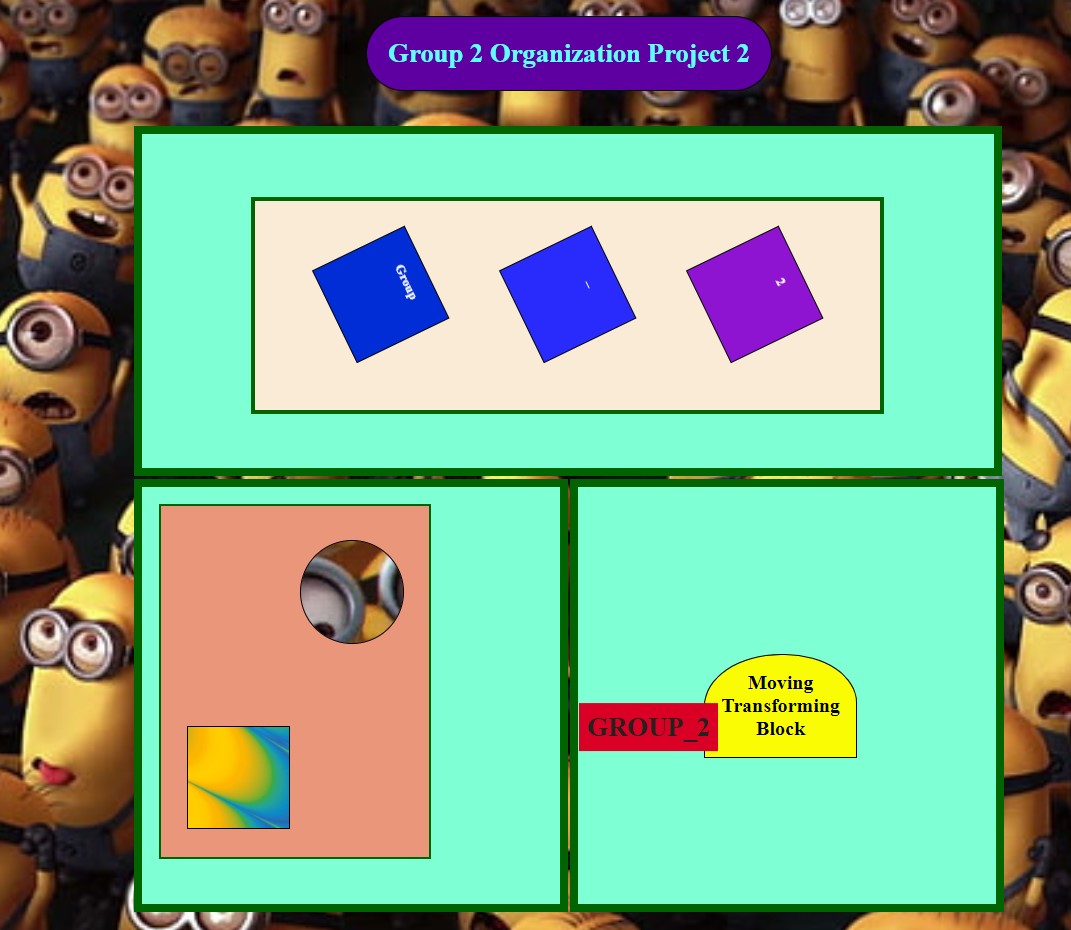 Group 2 Organization Project 2
Group
_
2
Moving
Transforming
Block
GROUP_2